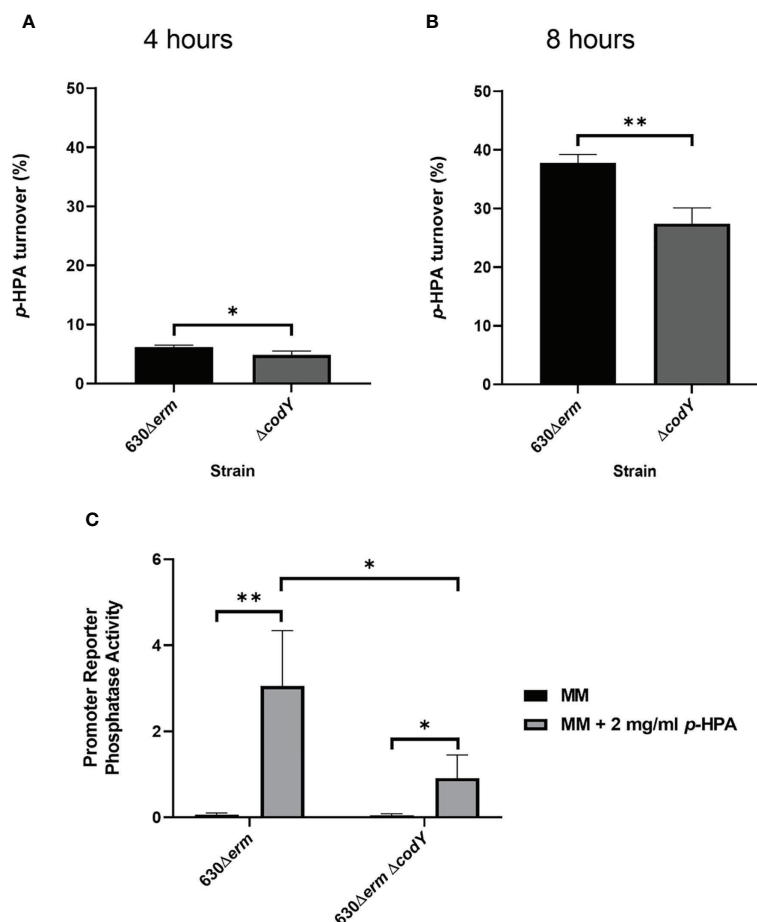 A
4 hours
50
40
30
20
10
0
p-HPA turnover (%)
*
630Δerm
ΔcodY
Strain
B
8 hours
50
40
30
20
10
0
p-HPA turnover (%)
**
630Δerm
ΔcodY
Strain
C
6
4
2
0
Promoter Reporter
Phosphatase Activity
**
*
*
630Δerm
630Δerm ΔcodY
MM
MM + 2 mg/ml p-HPA